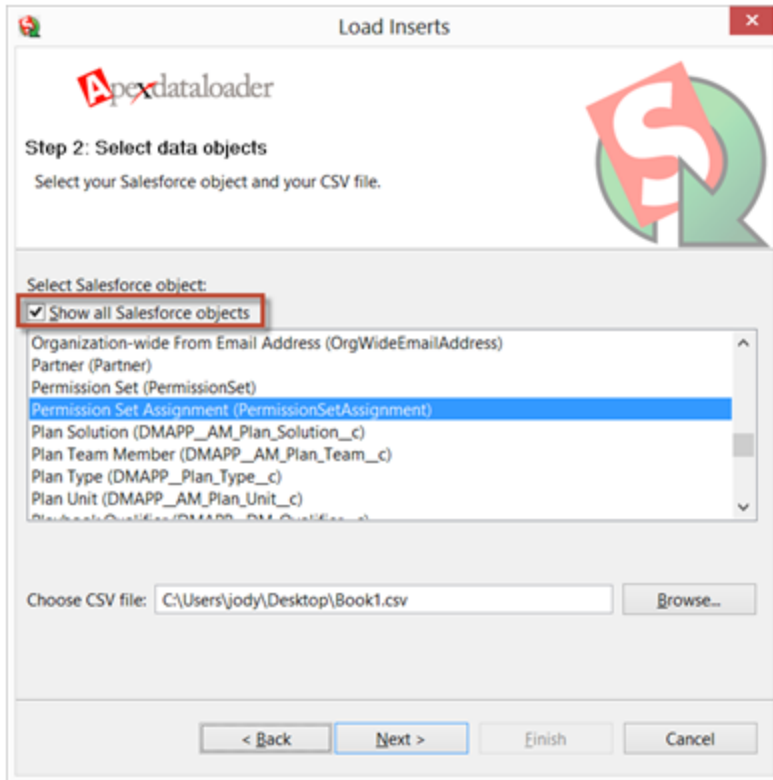 Load Inserts
Apexdataloader
Step 2: Select data objects
Select your Salesforce object and your CSV file.
Select Salesforce object:
Show all Salesforce objects
Organization-wide From Email Address (OrgWideEmailAddress)
Partner (Partner)
Permission Set (PermissionSet)
Permission Set Assignment (PermissionSetAssignment)
Plan Solution (DMAPP__AM_Plan_Solution__c)
Plan Team Member (DMAPP__AM_Plan_Team__c)
Plan Type (DMAPP__Plan_Type__c)
Plan Unit (DMAPP__AM_Plan_Unit__c)
Playbook Qualifier (DMAPP__DM_Qualifier__c)
Choose CSV file: C:\Users\jody\Desktop\Book1.csv Browse...
< Back Next > Finish Cancel